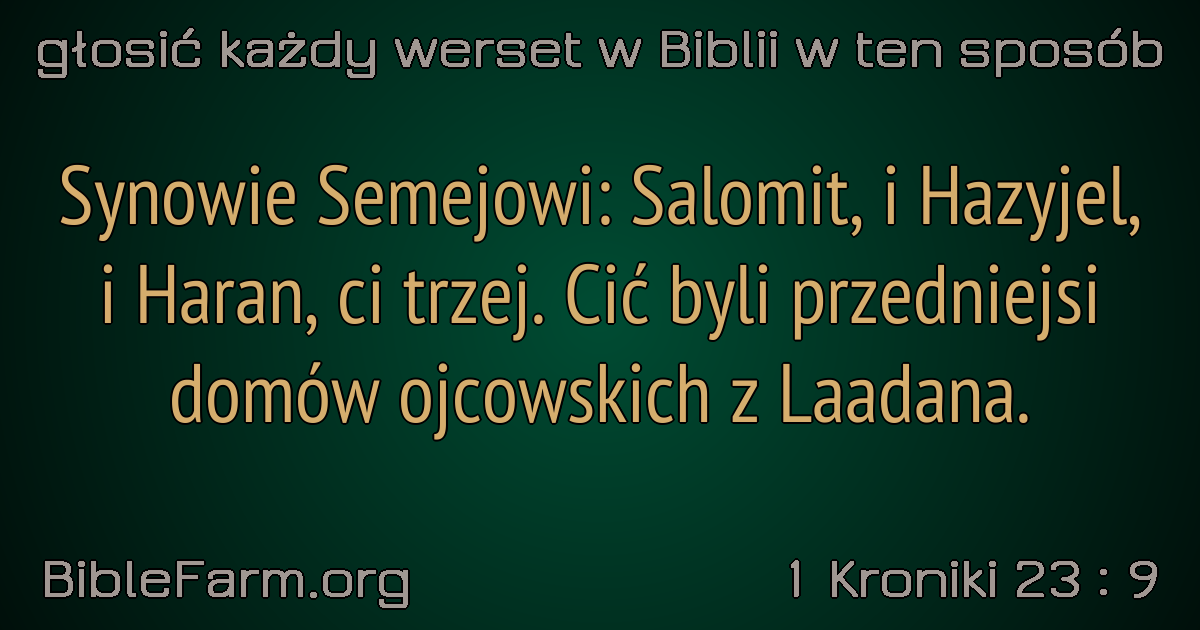 głosić każdy werset w Biblii w ten sposób
Synowie Semejowi: Salomit, i Hazyjel,
i Haran, ci trzej. Cić byli przedniejsi
domów ojcowskich z Laadana.
BibleFarm.org
1 Kroniki 23 : 9